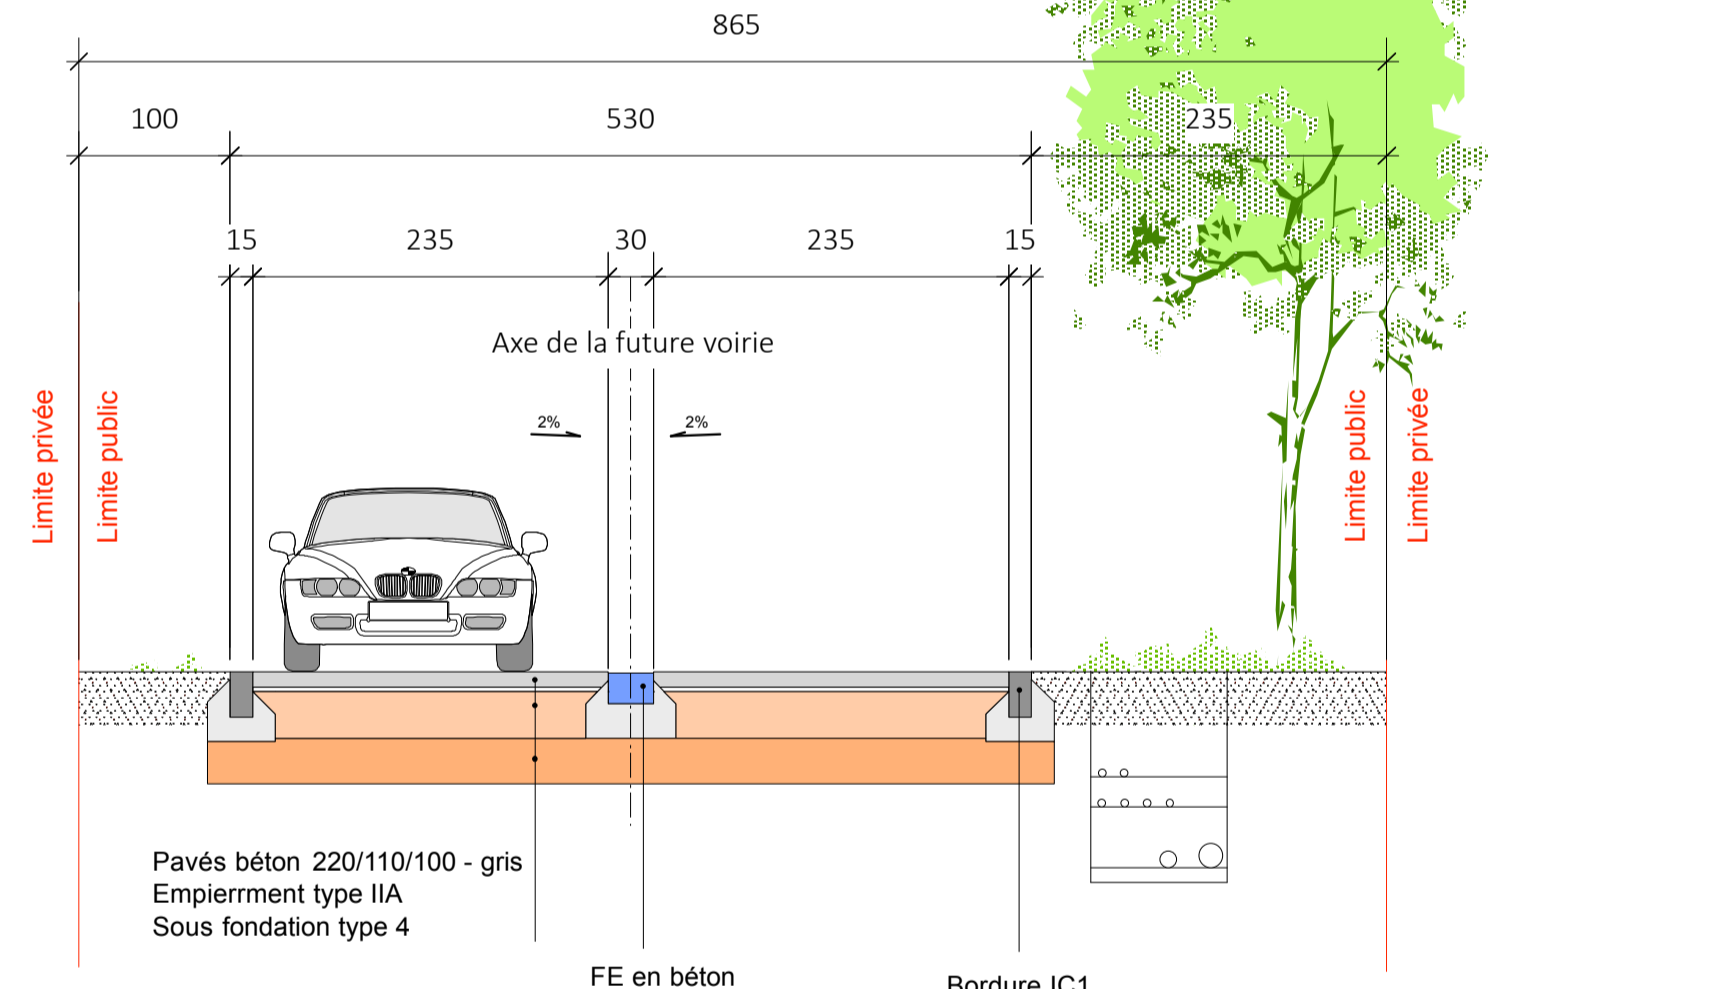 865
100
530
235
15
235
30
235
15
Axe de la future voirie
2%
2%
Limite privée
Limite public
Limite public
Limite privée
Pavés béton 220/110/100 - gris
Empierrment type IIA
Sous fondation type 4
FE en béton
Bordure IC1